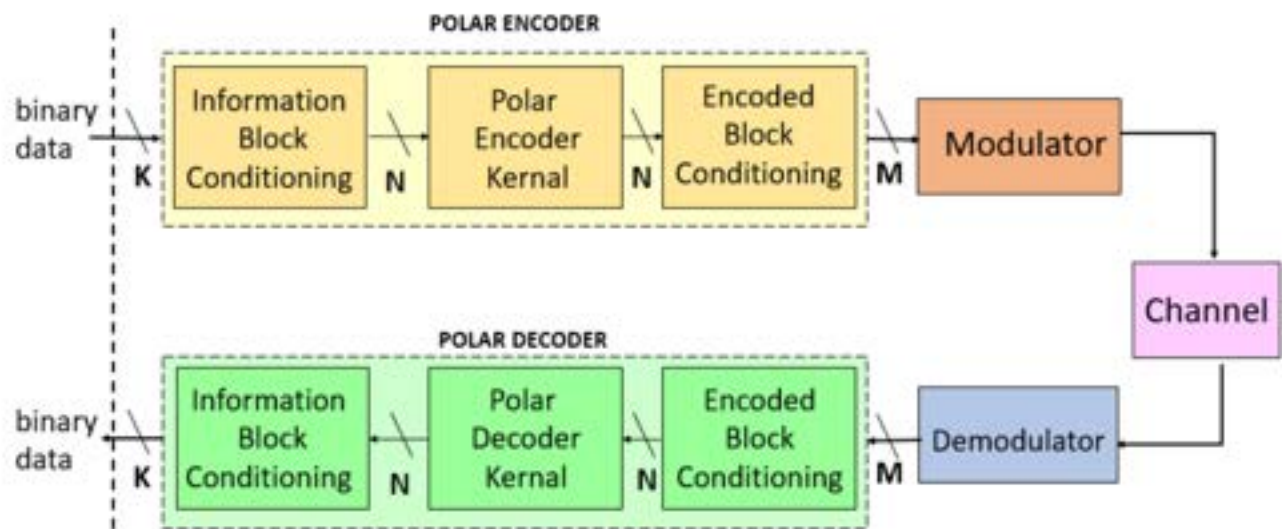 POLAR ENCODER
binary
data
K
Information
Block
Conditioning
N
Polar
Encoder
Kernal
N
Encoded
Block
Conditioning
M
Modulator
Channel
POLAR DECODER
binary
data
K
Information
Block
Conditioning
N
Polar
Decoder
Kernal
N
Encoded
Block
Conditioning
M
Demodulator